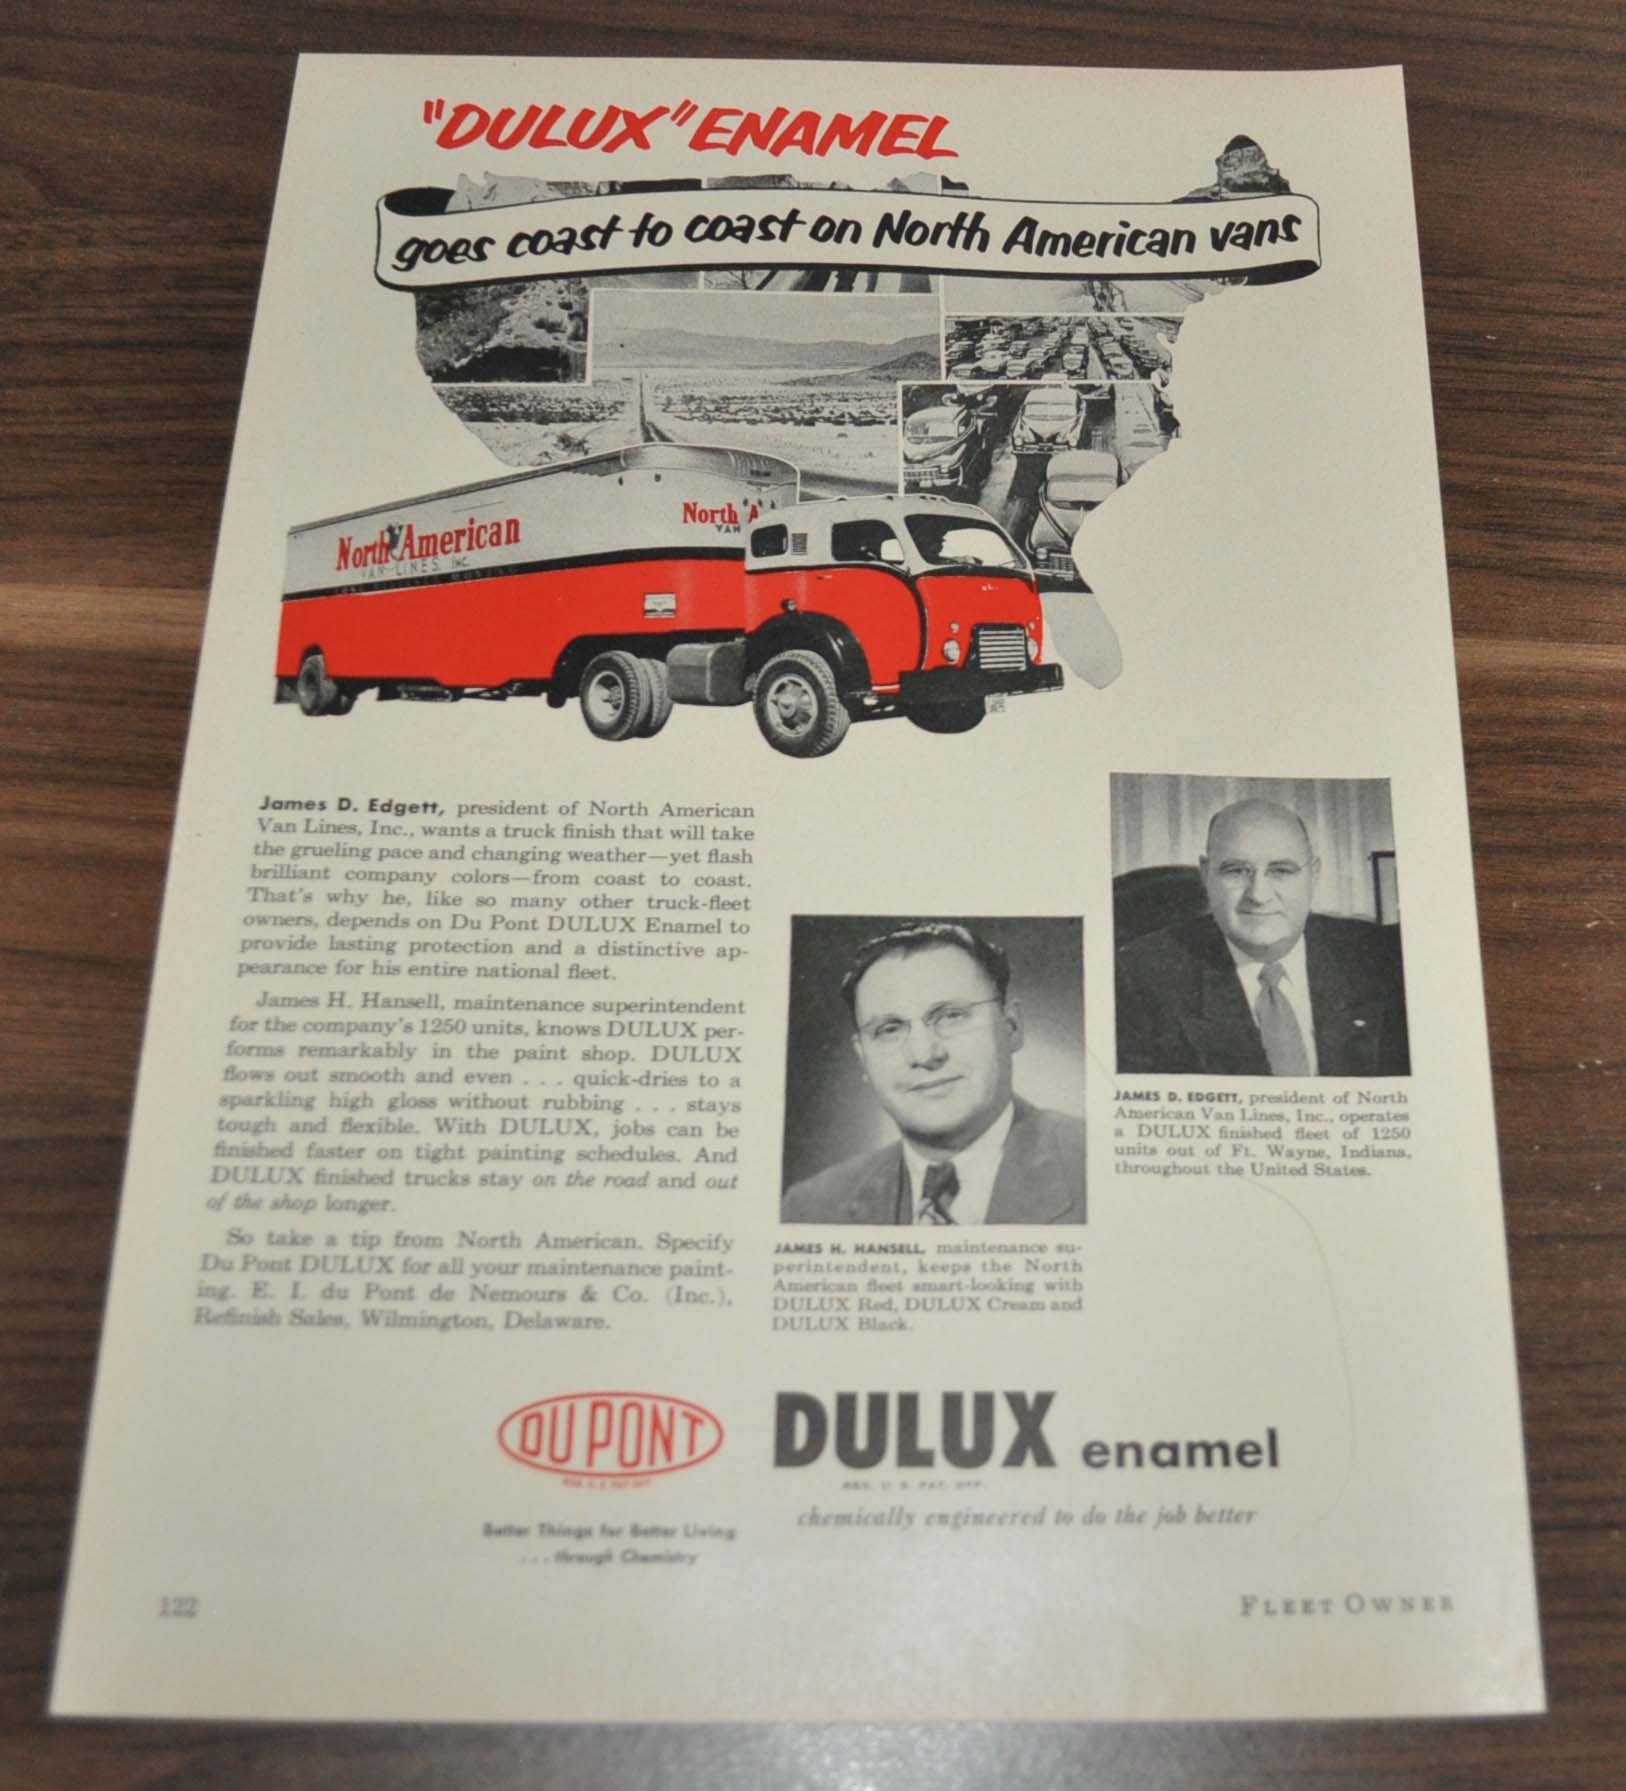 "DULUX" ENAMEL
goes coast to coast on North American vans
North American
VAN LINES, INC.
LONG DISTANCE MOVING
North A
VAN
James D. Edgett, president of North American
Van Lines, Inc., wants a truck finish that will take
the grueling pace and changing weather—yet flash
brilliant company colors—from coast to coast.
That's why he, like so many other truck-fleet
owners, depends on Du Pont DULUX Enamel to
provide lasting protection and a distinctive ap-
pearance for his entire national fleet.
James H. Hansell, maintenance superintendent
for the company's 1250 units, knows DULUX per-
forms remarkably in the paint shop. DULUX
flows out smooth and even . . . quick-dries to a
sparkling high gloss without rubbing . . . stays
tough and flexible. With DULUX, jobs can be
finished faster on tight painting schedules. And
DULUX finished trucks stay on the road and out
of the shop longer.
So take a tip from North American. Specify
Du Pont DULUX for all your maintenance paint-
ing. E. I. du Pont de Nemours & Co. (Inc.),
Refinish Sales, Wilmington, Delaware.
JAMES D. EDGETT, president of North
American Van Lines, Inc., operates
a DULUX finished fleet of 1250
units out of Ft. Wayne, Indiana,
throughout the United States.
JAMES H. HANSELL, maintenance su-
perintendent, keeps the North
American fleet smart-looking with
DULUX Red, DULUX Cream and
DULUX Black.
DU PONT
REG. U.S. PAT. OFF.
Better Things for Better Living
. . . through Chemistry
DULUX enamel
REG. U. S. PAT. OFF.
chemically engineered to do the job better
122
FLEET OWNER